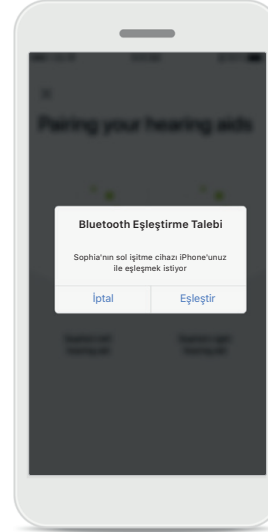 Pairing your hearing aids
Bluetooth Eşleştirme Talebi
Sophia'nın sol işitme cihazı iPhone'unuz
ile eşleşmek istiyor
İptal
Eşleştir